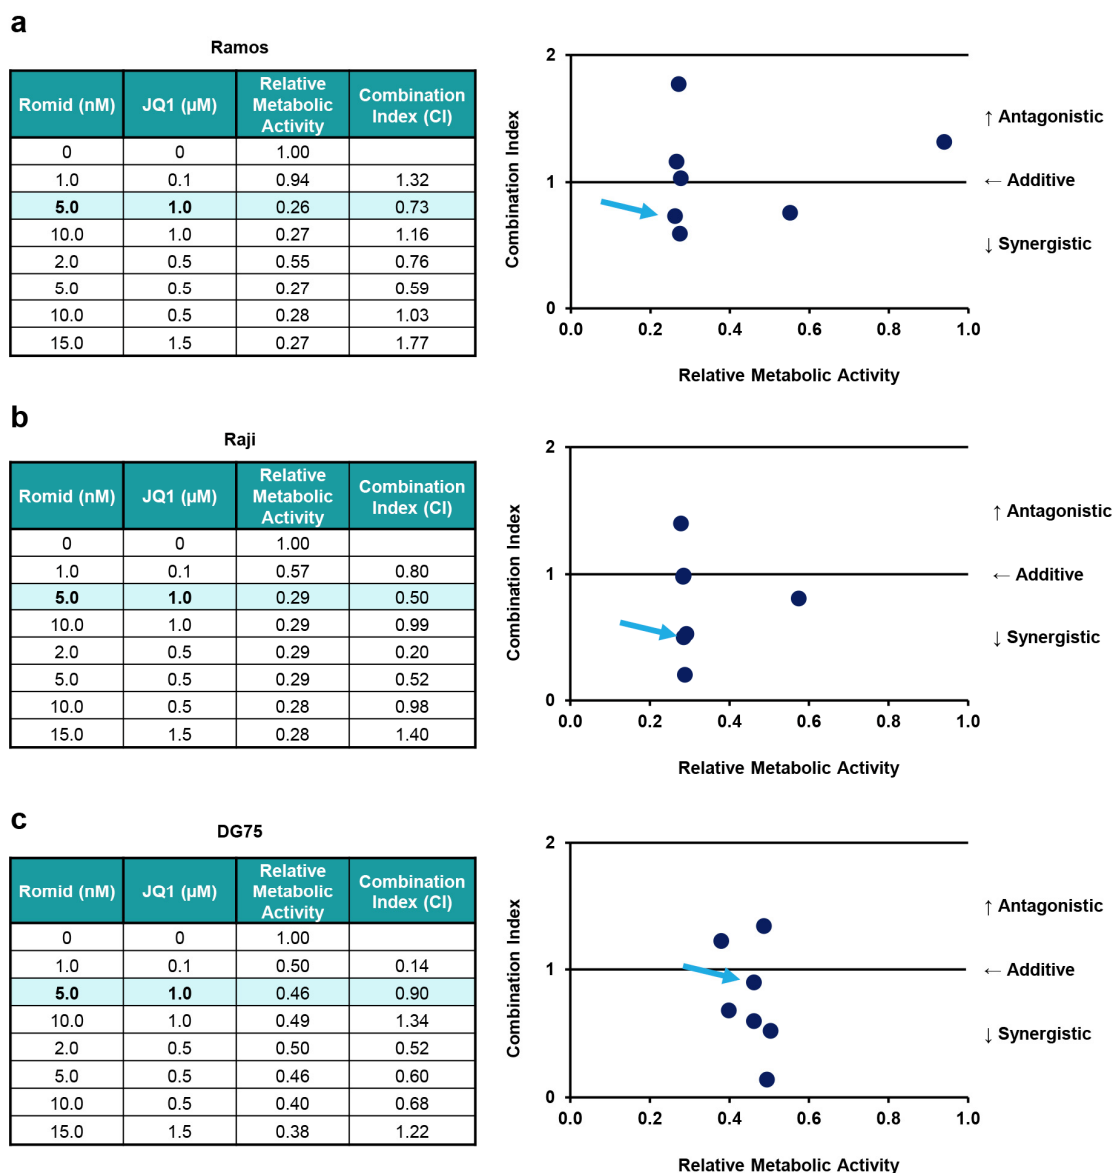 a
Ramos
Romid (nM) JQ1 (µM) Relative Metabolic Activity Combination Index (CI)
0 0 1.00
1.0 0.1 0.94 1.32
5.0 1.0 0.26 0.73
10.0 1.0 0.27 1.16
2.0 0.5 0.55 0.76
5.0 0.5 0.27 0.59
10.0 0.5 0.28 1.03
15.0 1.5 0.27 1.77
Combination Index
2
1
0
0.0 0.2 0.4 0.6 0.8 1.0
Relative Metabolic Activity
↑ Antagonistic
← Additive
↓ Synergistic
b
Raji
Romid (nM) JQ1 (µM) Relative Metabolic Activity Combination Index (CI)
0 0 1.00
1.0 0.1 0.57 0.80
5.0 1.0 0.29 0.50
10.0 1.0 0.29 0.99
2.0 0.5 0.29 0.20
5.0 0.5 0.29 0.52
10.0 0.5 0.28 0.98
15.0 1.5 0.28 1.40
Combination Index
2
1
0
0.0 0.2 0.4 0.6 0.8 1.0
Relative Metabolic Activity
↑ Antagonistic
← Additive
↓ Synergistic
c
DG75
Romid (nM) JQ1 (µM) Relative Metabolic Activity Combination Index (CI)
0 0 1.00
1.0 0.1 0.50 0.14
5.0 1.0 0.46 0.90
10.0 1.0 0.49 1.34
2.0 0.5 0.50 0.52
5.0 0.5 0.46 0.60
10.0 0.5 0.40 0.68
15.0 1.5 0.38 1.22
Combination Index
2
1
0
0.0 0.2 0.4 0.6 0.8 1.0
Relative Metabolic Activity
↑ Antagonistic
← Additive
↓ Synergistic